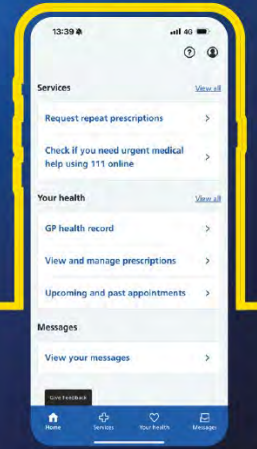 13:39
4G
Services
View all
Request repeat prescriptions
Check if you need urgent medical
help using 111 online
Your health
View all
GP health record
View and manage prescriptions
Upcoming and past appointments
Messages
View your messages
Give Feedback
Home
Services
Your health
Messages